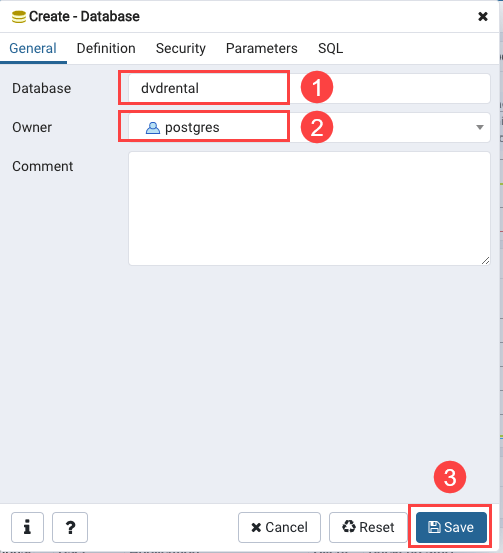 Create - Database
General Definition Security Parameters SQL
Database dvdrental 1
Owner postgres 2
Comment
3
i ? Cancel Reset Save